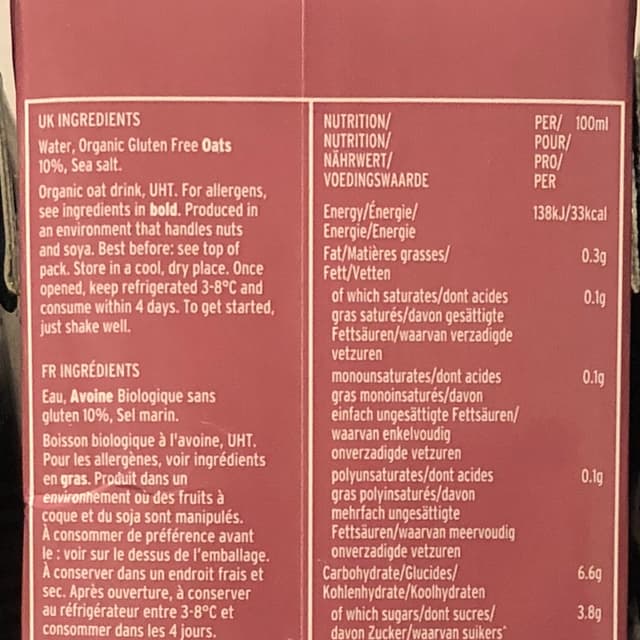 UK INGREDIENTS
Water, Organic Gluten Free Oats
10%, Sea salt.
Organic oat drink, UHT. For allergens,
see ingredients in bold. Produced in
an environment that handles nuts
and soya. Best before: see top of
pack. Store in a cool, dry place. Once
opened, keep refrigerated 3-8°C and
consume within 4 days. To get started,
just shake well.
FR INGRÉDIENTS
Eau, Avoine Biologique sans
gluten 10%, Sel marin.
Boisson biologique à l'avoine, UHT.
Pour les allergènes, voir ingrédients
en gras. Produit dans un
environnement où des fruits à
coque et du soja sont manipulés.
À consommer de préférence avant
le : voir sur le dessus de l'emballage.
À conserver dans un endroit frais et
sec. Après ouverture, à conserver
au réfrigérateur entre 3-8°C et
consommer dans les 4 jours.
NUTRITION/ PER/ 100ml
NUTRITION/ POUR/
NÄHRWERT/ PRO/
VOEDINGSWAARDE PER
Energy/Énergie/ 138kJ/33kcal
Energie/Energie
Fat/Matières grasses/ 0.3g
Fett/Vetten
of which saturates/dont acides 0.1g
gras saturés/davon gesättigte
Fettsäuren/waarvan verzadigde
vetzuren
monounsaturates/dont acides 0.1g
gras monoinsaturés/davon
einfach ungesättigte Fettsäuren/
waarvan enkelvoudig
onverzadigde vetzuren
polyunsaturates/dont acides 0.1g
gras polyinsaturés/davon
mehrfach ungesättigte
Fettsäuren/waarvan meervoudig
onverzadigde vetzuren
Carbohydrate/Glucides/ 6.6g
Kohlenhydrate/Koolhydraten
of which sugars/dont sucres/ 3.8g
davon Zucker/waarvan suikers^